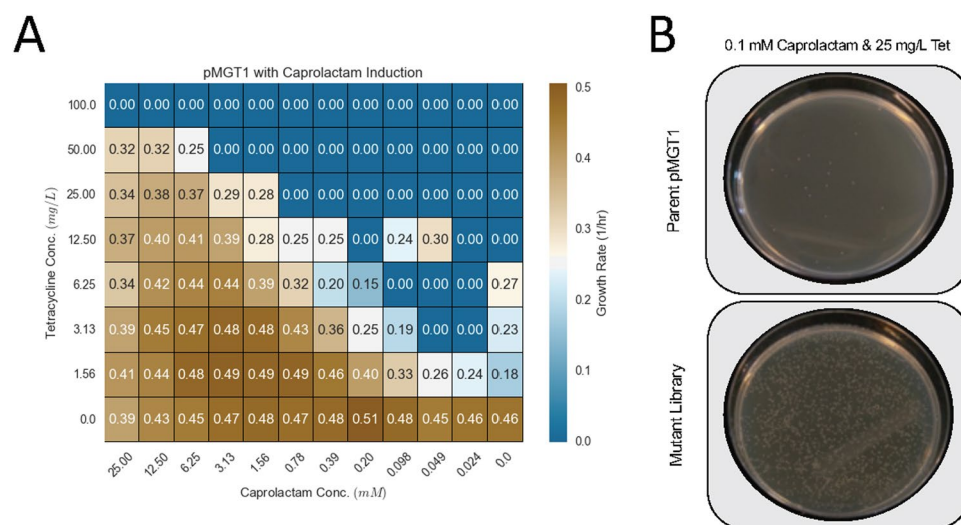 A
pMGT1 with Caprolactam Induction
Tetracycline Conc. (mg/L)
100.0 0.00 0.00 0.00 0.00 0.00 0.00 0.00 0.00 0.00 0.00 0.00 0.00
50.00 0.32 0.32 0.25 0.00 0.00 0.00 0.00 0.00 0.00 0.00 0.00 0.00
25.00 0.34 0.38 0.37 0.29 0.28 0.00 0.00 0.00 0.00 0.00 0.00 0.00
12.50 0.37 0.40 0.41 0.39 0.28 0.25 0.25 0.00 0.24 0.30 0.00 0.00
6.25 0.34 0.42 0.44 0.44 0.39 0.32 0.20 0.15 0.00 0.00 0.00 0.27
3.13 0.39 0.45 0.47 0.48 0.48 0.43 0.36 0.25 0.19 0.00 0.00 0.23
1.56 0.41 0.44 0.48 0.49 0.49 0.49 0.46 0.40 0.33 0.26 0.24 0.18
0.0 0.39 0.43 0.45 0.47 0.48 0.47 0.48 0.51 0.48 0.45 0.46 0.46
25.00 12.50 6.25 3.13 1.56 0.78 0.39 0.20 0.098 0.049 0.024 0.0
Caprolactam Conc. (mM)
0.5
0.4
0.3
0.2
0.1
0.0
Growth Rate (1/hr)
B
0.1 mM Caprolactam & 25 mg/L Tet
Parent pMGT1
Mutant Library